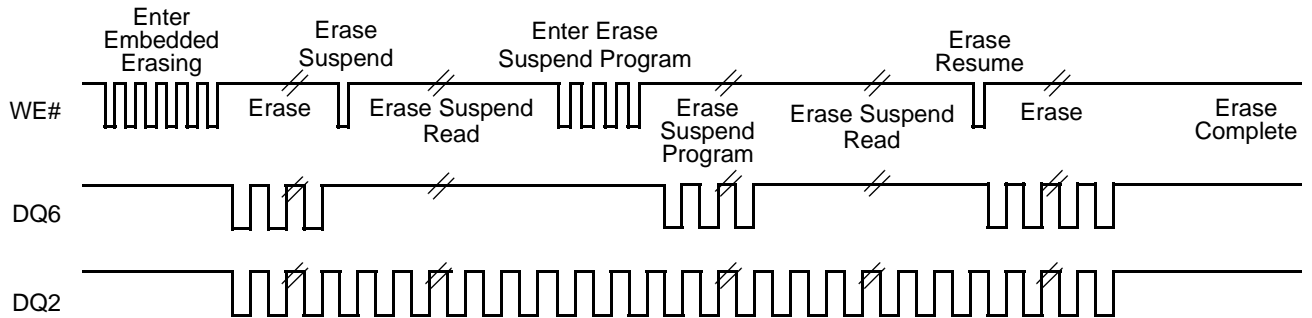 Enter
Embedded
Erasing
Erase
Suspend
Enter Erase
Suspend Program
Erase
Resume
WE#
Erase
Erase Suspend
Read
Erase
Suspend
Program
Erase Suspend
Read
Erase
Erase
Complete
DQ6
DQ2